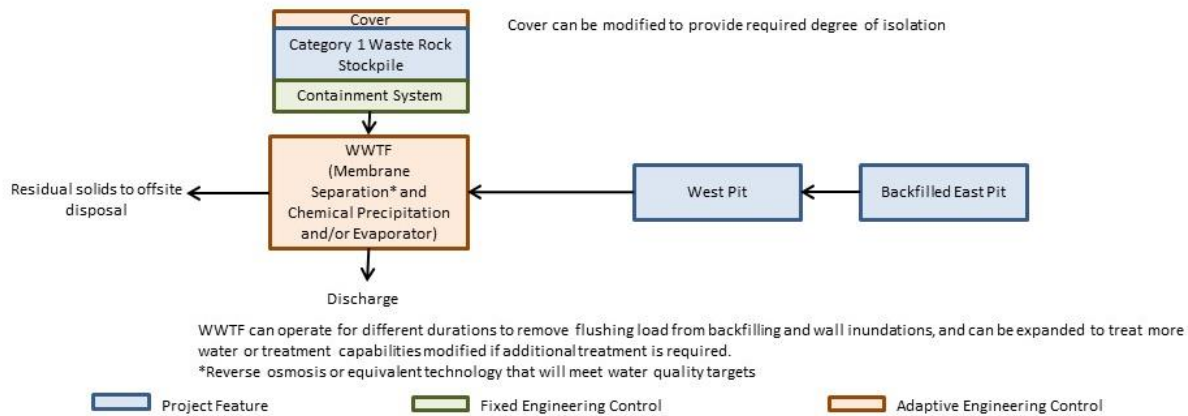 Cover
Cover can be modified to provide required degree of isolation
Category 1 Waste Rock
Stockpile
Containment System
WWTF
(Membrane
Separation* and
Chemical Precipitation
and/or Evaporator)
Residual solids to offsite
disposal
West Pit
Backfilled East Pit
Discharge
WWTF can operate for different durations to remove flushing load from backfilling and wall inundations, and can be expanded to treat more
water or treatment capabilities modified if additional treatment is required.
*Reverse osmosis or equivalent technology that will meet water quality targets
Project Feature
Fixed Engineering Control
Adaptive Engineering Control